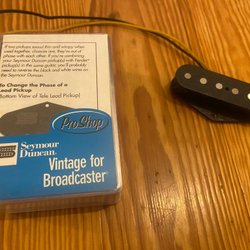 If two pickups sound thin and wimpy when
used together, chances are, they're out of
phase with each other. If you're combining
your Seymour Duncan pickup(s) with Fender®
pickup(s) in the same guitar, you'll probably
need to reverse the black and white wires on
the Seymour Duncan.
To Change the Phase of a
Lead Pickup
(Bottom View of Tele Lead Pickup)
ProShop
Seymour
Duncan
Vintage for
Broadcaster